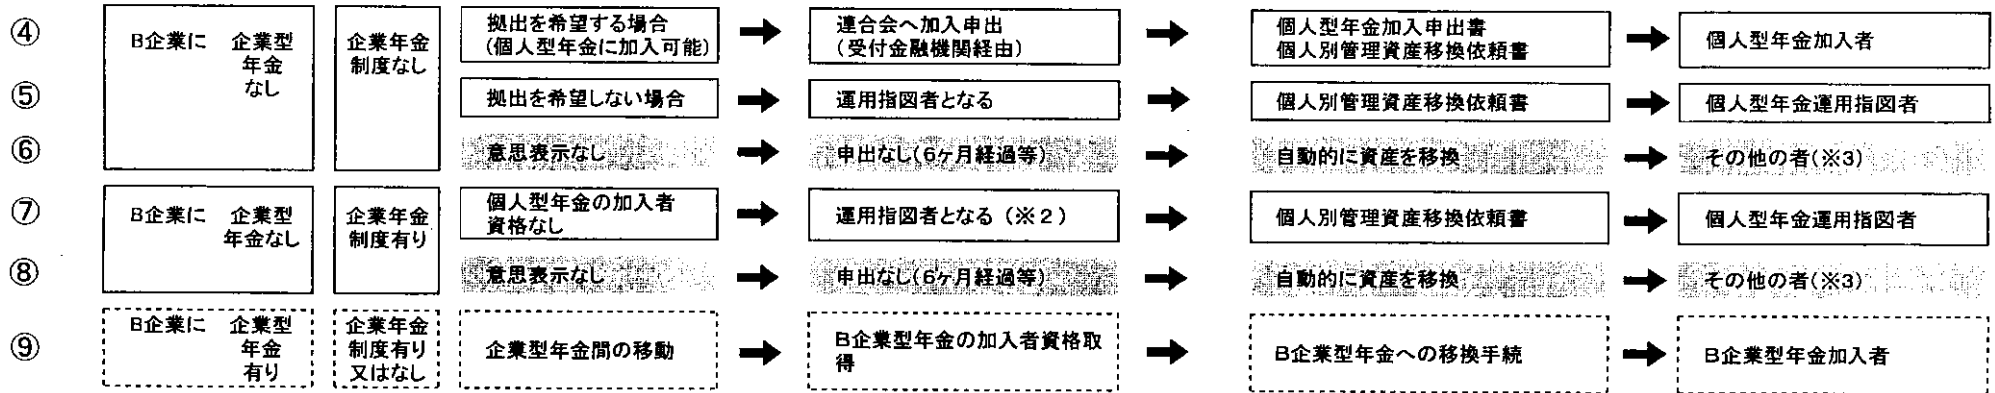 ④
B企業に 企業型
年金
なし
企業年金
制度なし
拠出を希望する場合
(個人型年金に加入可能)
連合会へ加入申出
(受付金融機関経由)
個人型年金加入申出書
個人別管理資産移換依頼書
個人型年金加入者
⑤
拠出を希望しない場合
運用指図者となる
個人別管理資産移換依頼書
個人型年金運用指図者
⑥
意思表示なし
申出なし(6ヶ月経過等)
自動的に資産を移換
その他の者(※3)
⑦
B企業に 企業型
年金なし
企業年金
制度有り
個人型年金の加入者
資格なし
運用指図者となる(※2)
個人別管理資産移換依頼書
個人型年金運用指図者
⑧
意思表示なし
申出なし(6ヶ月経過等)
自動的に資産を移換
その他の者(※3)
⑨
B企業に 企業型
年金
有り
企業年金
制度有り
又はなし
企業型年金間の移動
B企業型年金の加入者資格取
得
B企業型年金への移換手続
B企業型年金加入者